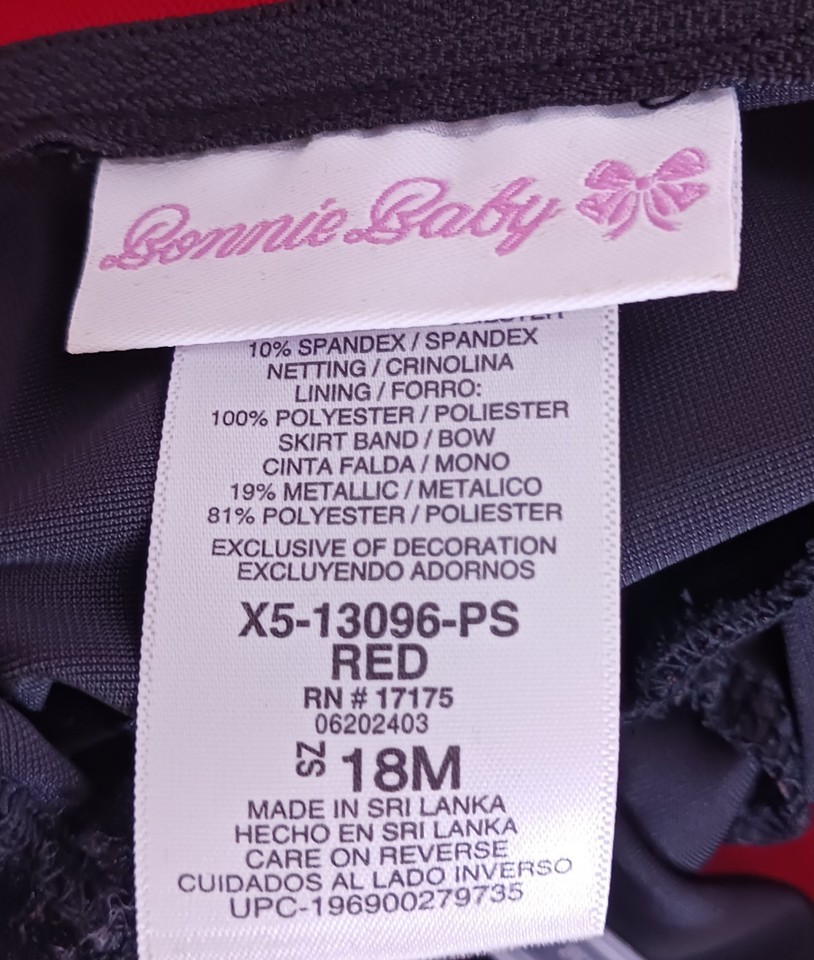 Bonnie Baby
10% SPANDEX / SPANDEX
NETTING / CRINOLINA
LINING / FORRO:
100% POLYESTER / POLIESTER
SKIRT BAND / BOW
CINTA FALDA / MONO
19% METALLIC / METALICO
81% POLYESTER / POLIESTER
EXCLUSIVE OF DECORATION
EXCLUYENDO ADORNOS
X5-13096-PS
RED
RN # 17175
06202403
ZS 18M
MADE IN SRI LANKA
HECHO EN SRI LANKA
CARE ON REVERSE
CUIDADOS AL LADO INVERSO
UPC-196900279735